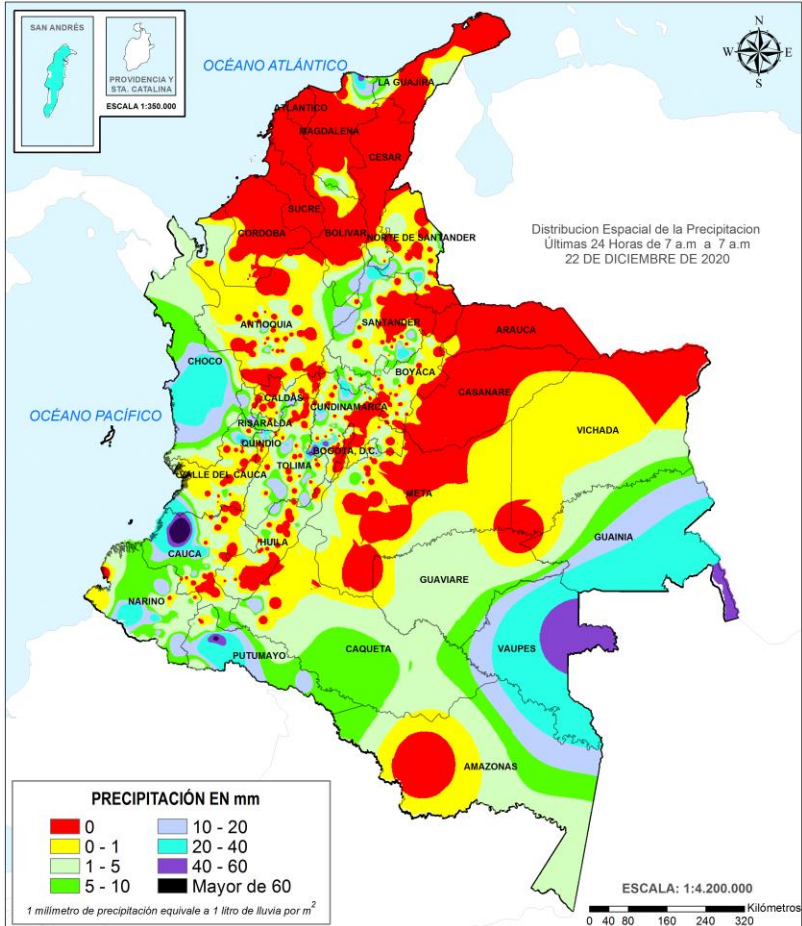 SAN ANDRÉS
PROVIDENCIA Y
STA. CATALINA
ESCALA 1:350.000
OCÉANO ATLÁNTICO
N
W
E
S
LA GUAJIRA
ATLANTICO
MAGDALENA
CESAR
SUCRE
CORDOBA
BOLIVAR
NORTE DE SANTANDER
Distribucion Espacial de la Precipitacion
Últimas 24 Horas de 7 a.m a 7 a.m
22 DE DICIEMBRE DE 2020
ANTIOQUIA
SANTANDER
ARAUCA
CHOCO
BOYACA
CASANARE
OCÉANO PACÍFICO
CALDAS
CUNDINAMARCA
RISARALDA
VICHADA
QUINDIO
BOGOTA, D.C.
TOLIMA
VALLE DEL CAUCA
META
GUAINIA
CAUCA
HUILA
GUAVIARE
NARINO
VAUPES
PUTUMAYO
CAQUETA
AMAZONAS
PRECIPITACIÓN EN mm
0
10 - 20
0 - 1
20 - 40
1 - 5
40 - 60
5 - 10
Mayor de 60
1 milímetro de precipitación equivale a 1 litro de lluvia por m²
ESCALA: 1:4.200.000
Kilómetros
0 40 80 160 240 320